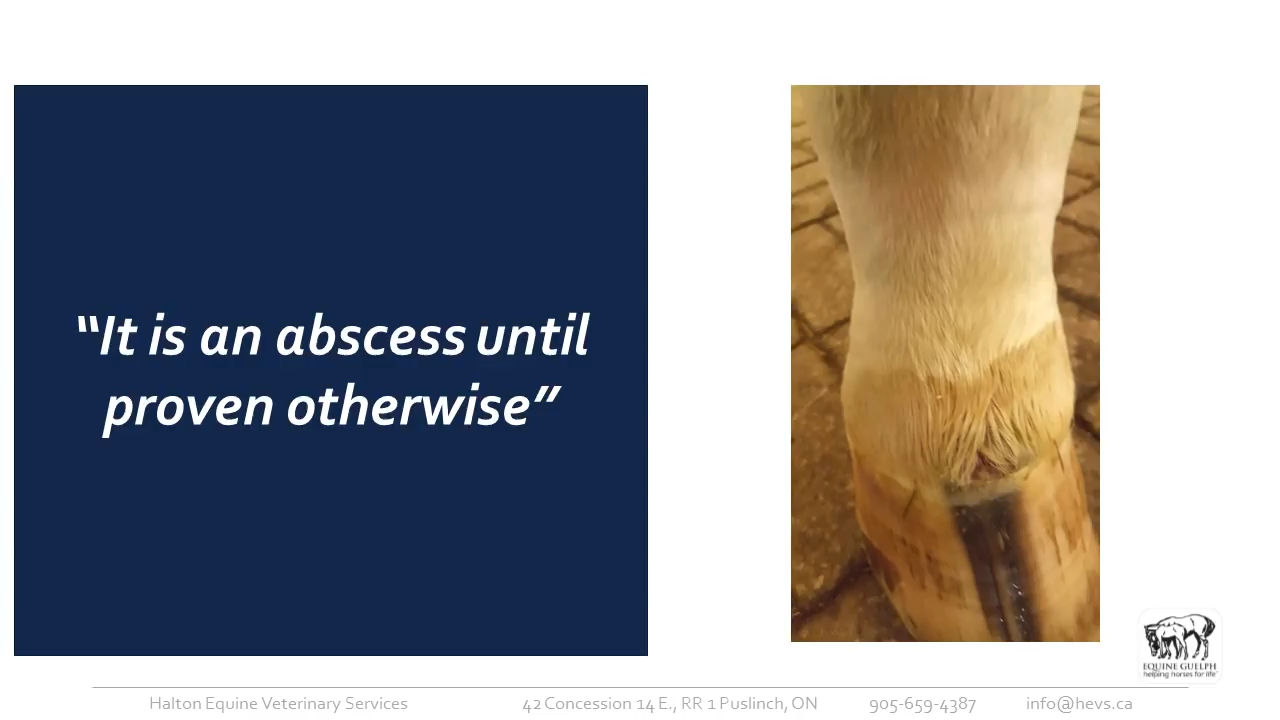 “It is an abscess until
proven otherwise”
EQUINE GUELPH
helping horses for life™
Halton Equine Veterinary Services 42 Concession 14 E., RR 1 Puslinch, ON 905-659-4387 info@hevs.ca